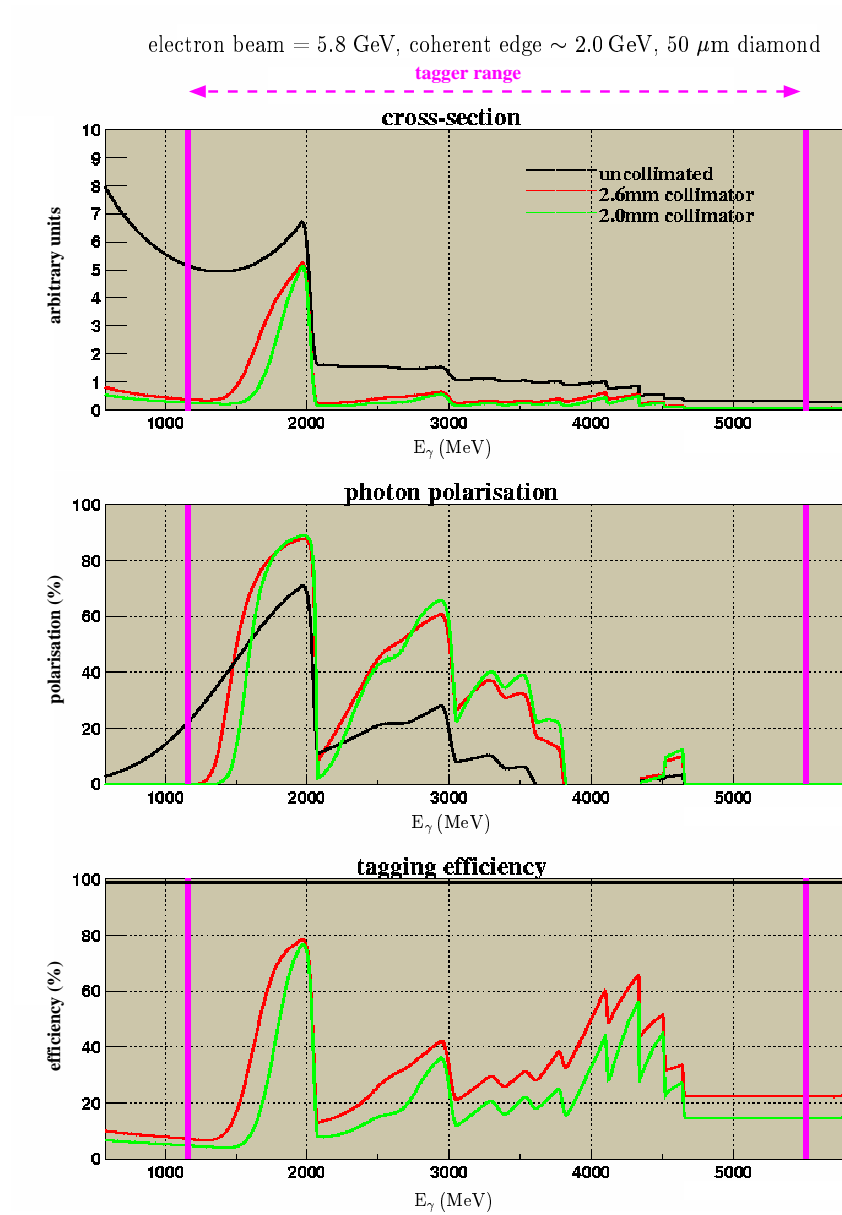 electron beam = 5.8 GeV, coherent edge ∼ 2.0 GeV, 50 μm diamond
tagger range
cross-section
10
9
8
7
6
5
4
3
2
1
0
arbitrary units
uncollimated
2.6mm collimator
2.0mm collimator
1000 2000 3000 4000 5000
Eγ (MeV)
photon polarisation
100
80
60
40
20
0
polarisation (%)
1000 2000 3000 4000 5000
Eγ (MeV)
tagging efficiency
100
80
60
40
20
0
efficiency (%)
1000 2000 3000 4000 5000
Eγ (MeV)